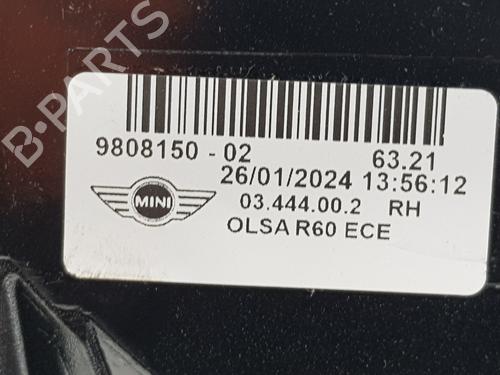 B-PARTS
9808150 - 02 63.21
26/01/2024 13:56:12
MINI
03.444.00.2 RH
OLSA R60 ECE